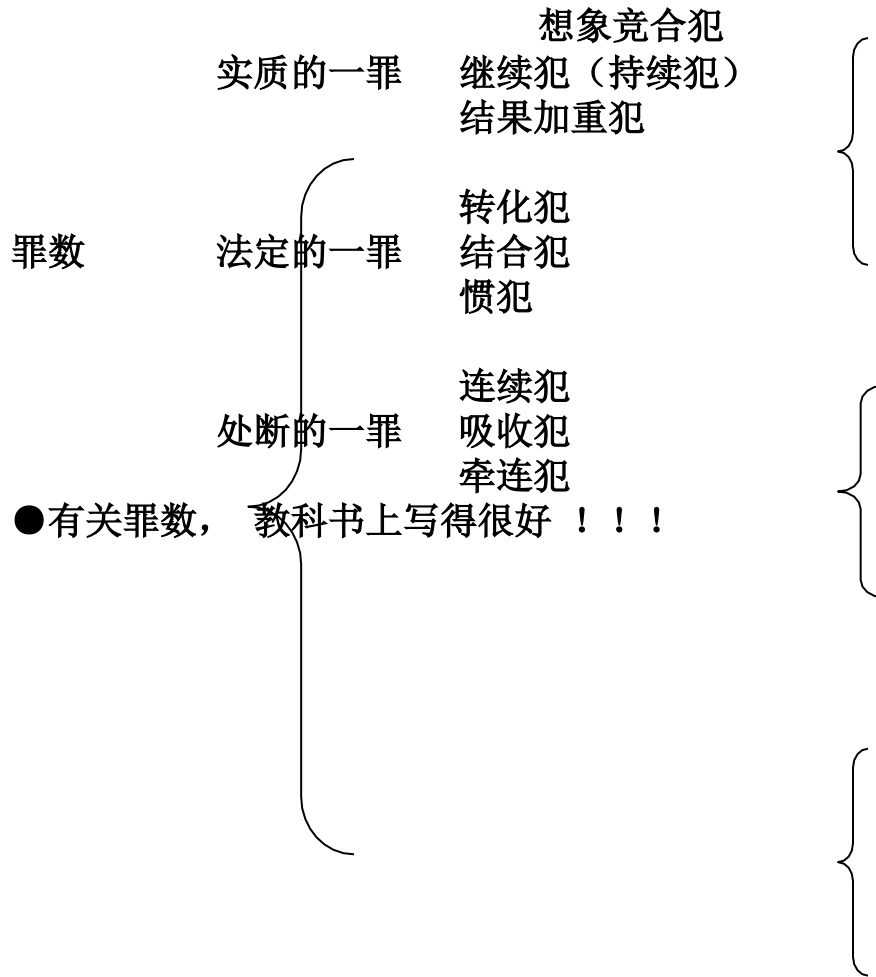 想象竞合犯
实质的一罪 继续犯（持续犯）
结果加重犯
转化犯
罪数 法定的一罪 结合犯
惯犯
连续犯
处断的一罪 吸收犯
牵连犯
●有关罪数， 教科书上写得很好 ！！！